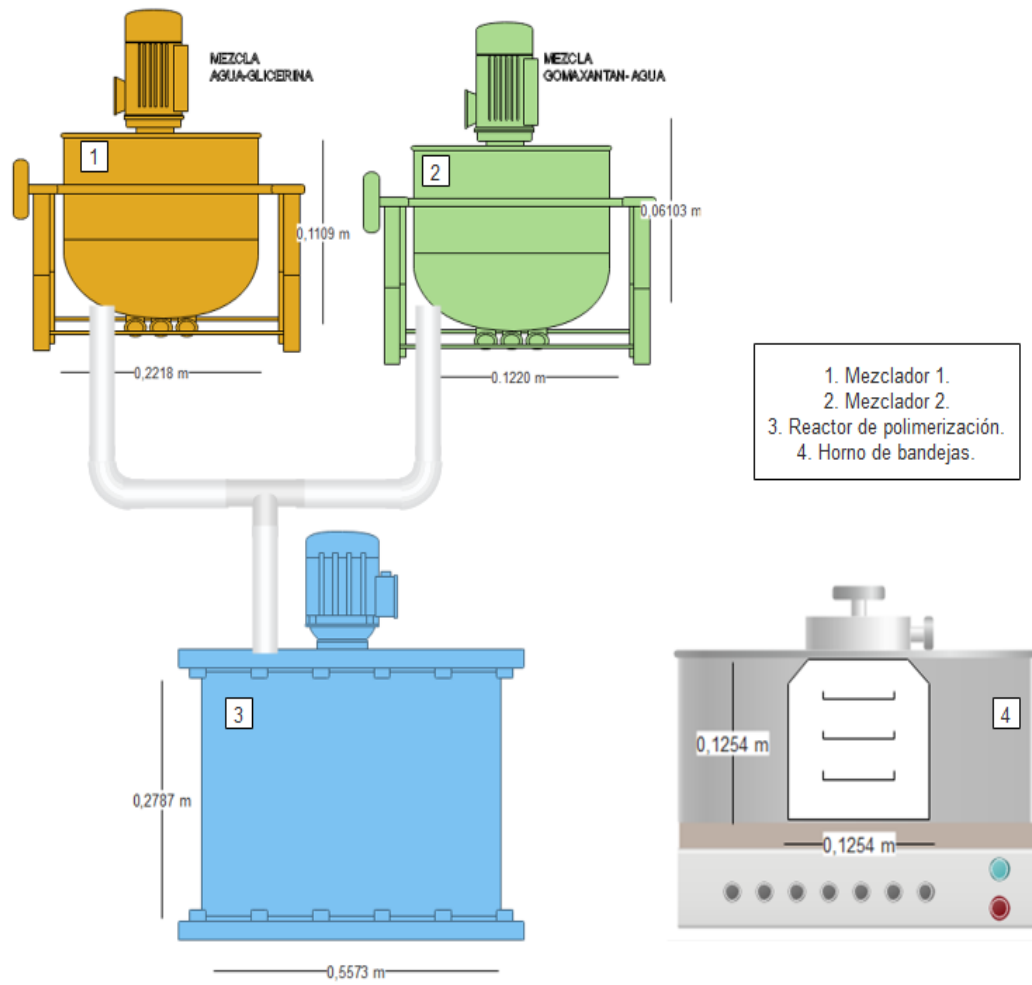 MEZCLA
AGUA-GLICERINA
MEZCLA
GOMAXANTAN- AGUA
1
2
0,1109 m
0,06103 m
0,2218 m
0.1220 m
1. Mezclador 1.
2. Mezclador 2.
3. Reactor de polimerización.
4. Horno de bandejas.
3
4
0,2787 m
0,1254 m
0,1254 m
0,5573 m